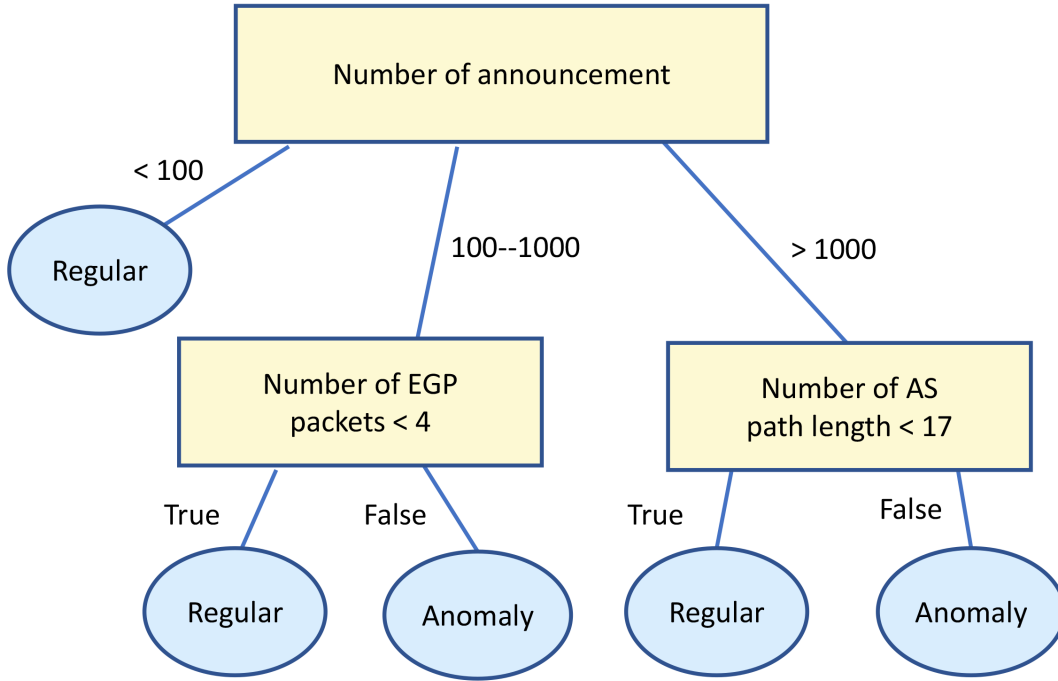 Number of announcement
< 100
100--1000
> 1000
Regular
Number of EGP
packets < 4
Number of AS
path length < 17
True
False
True
False
Regular
Anomaly
Regular
Anomaly